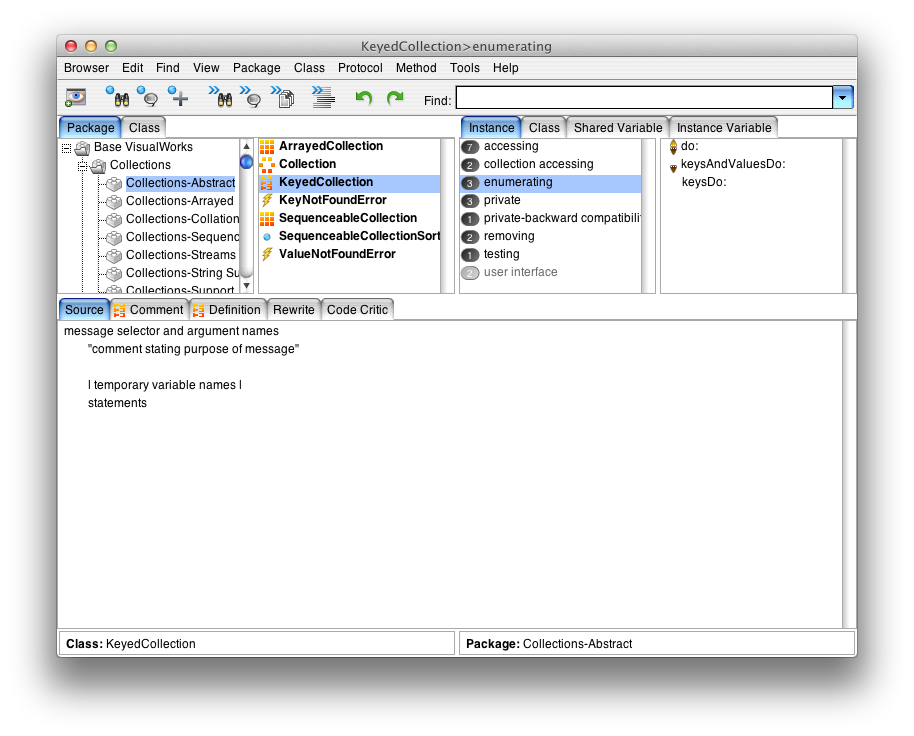 KeyedCollection>enumerating
Browser Edit Find View Package Class Protocol Method Tools Help
Find:
Package Class
Instance Class Shared Variable Instance Variable
Base VisualWorks
Collections
Collections-Abstract
Collections-Arrayed
Collections-Collation
Collections-Sequenc
Collections-Streams
Collections-String Su
Collections-Support
ArrayedCollection
Collection
KeyedCollection
KeyNotFoundError
SequenceableCollection
SequenceableCollectionSort
ValueNotFoundError
7 accessing
2 collection accessing
3 enumerating
3 private
1 private-backward compatibili
2 removing
1 testing
2 user interface
do:
keysAndValuesDo:
keysDo:
Source Comment Definition Rewrite Code Critic
message selector and argument names
"comment stating purpose of message"
| temporary variable names |
statements
Class: KeyedCollection
Package: Collections-Abstract